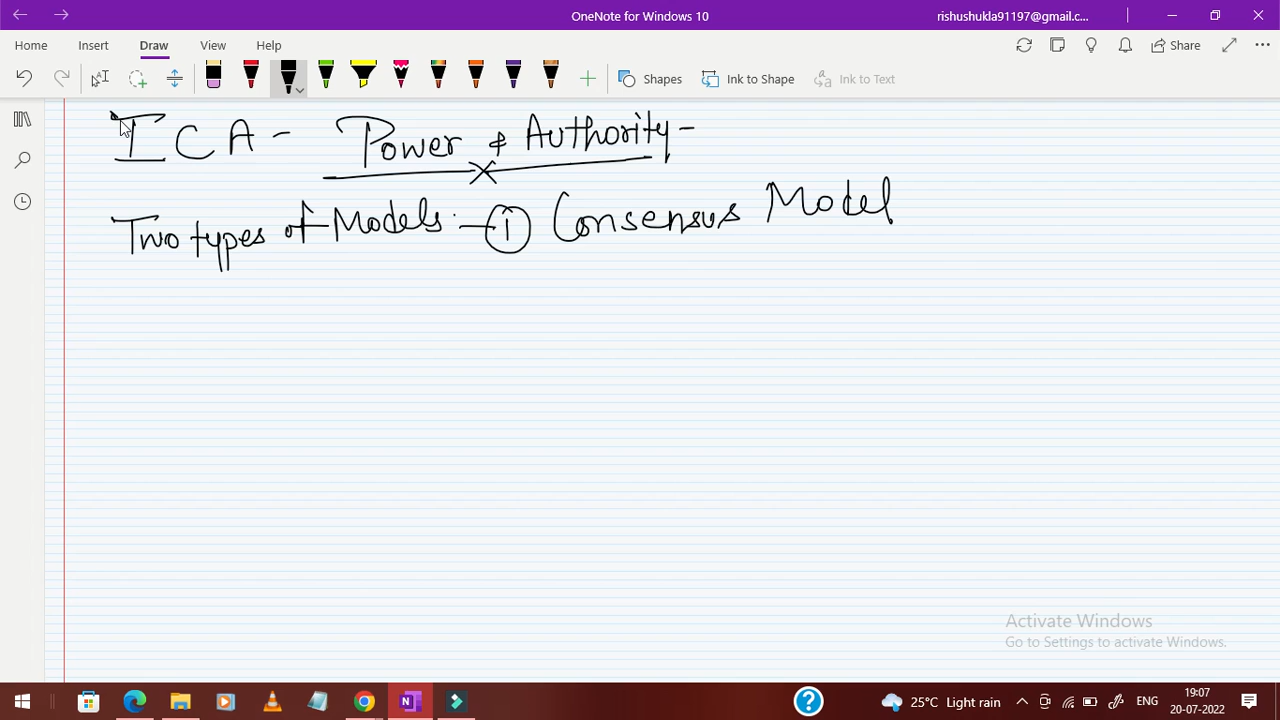 OneNote for Windows 10
rishushukla91197@gmail.c...
Home Insert Draw View Help
Share
Shapes
Ink to Shape
Ink to Text
I C A - Power & Authority -
Two types of Models - ① Consensus Model
Activate Windows
Go to Settings to activate Windows.
25°C Light rain
ENG
19:07
20-07-2022